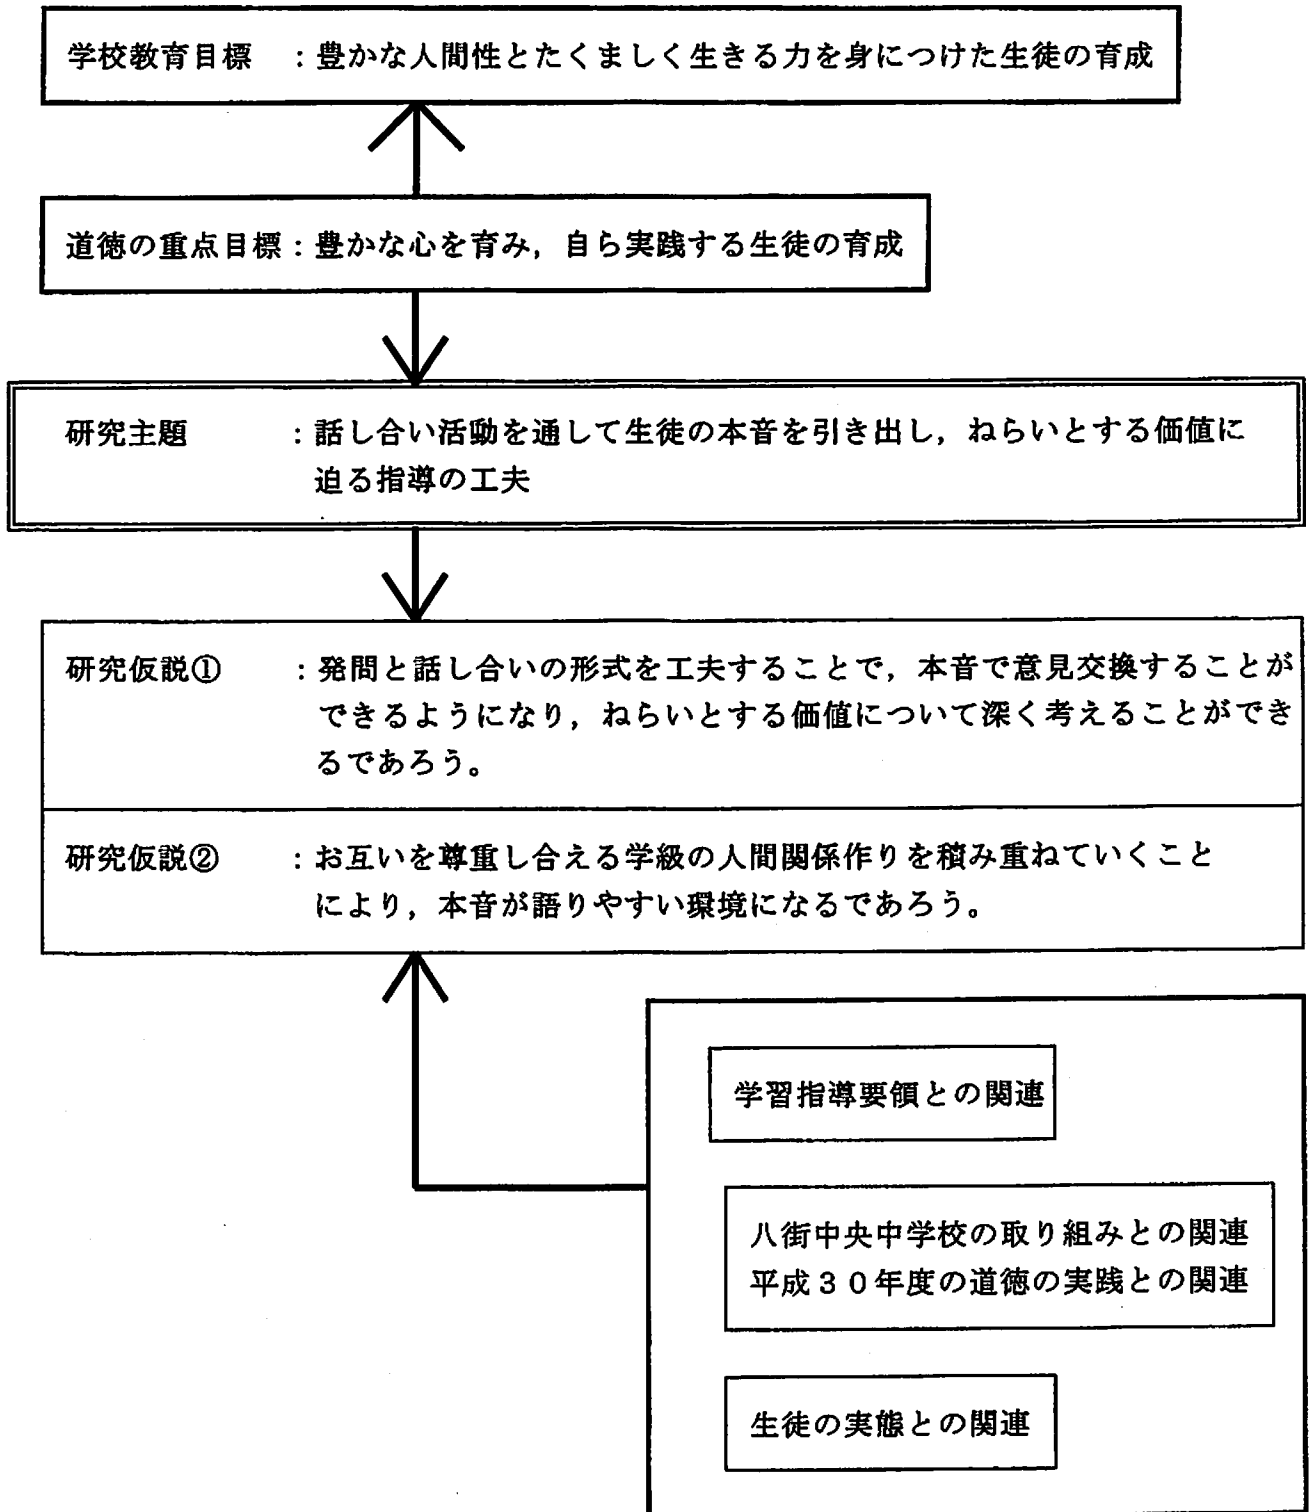 学校教育目標　：豊かな人間性とたくましく生きる力を身につけた生徒の育成
道徳の重点目標：豊かな心を育み，自ら実践する生徒の育成
研究主題　　　：話し合い活動を通して生徒の本音を引き出し，ねらいとする価値に
迫る指導の工夫
研究仮説①　　：発問と話し合いの形式を工夫することで，本音で意見交換することが
できるようになり，ねらいとする価値について深く考えることができ
るであろう。
研究仮説②　　：お互いを尊重し合える学級の人間関係作りを積み重ねていくこと
により，本音が語りやすい環境になるであろう。
学習指導要領との関連
八街中央中学校の取り組みとの関連
平成３０年度の道徳の実践との関連
生徒の実態との関連